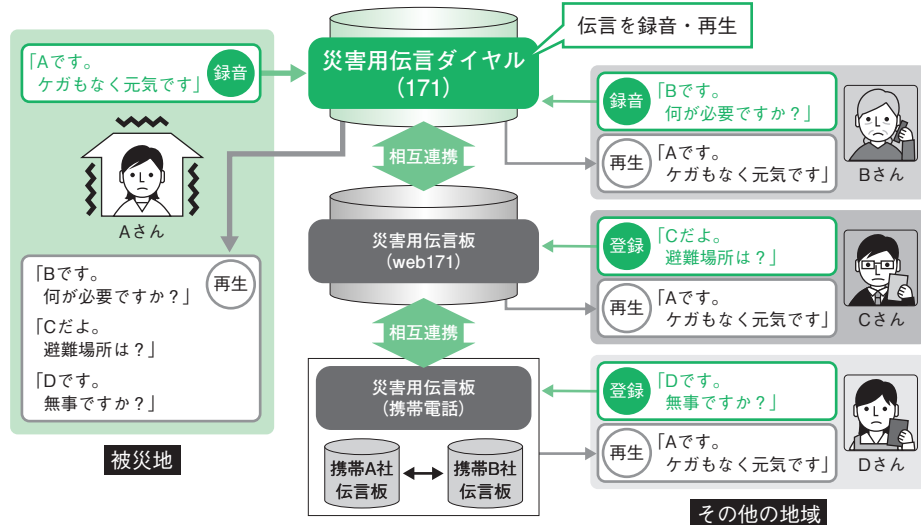 伝言を録音・再生
災害用伝言ダイヤル
(171)
「Aです。
ケガもなく元気です」
録音
Aさん
「Bです。
何が必要ですか?」
再生
「Cだよ。
避難場所は?」
「Dです。
無事ですか?」
被災地
相互連携
災害用伝言板
(web171)
相互連携
災害用伝言板
(携帯電話)
携帯A社
伝言板
携帯B社
伝言板
録音
「Bです。
何が必要ですか?」
再生
「Aです。
ケガもなく元気です」
Bさん
登録
「Cだよ。
避難場所は?」
再生
「Aです。
ケガもなく元気です」
Cさん
登録
「Dです。
無事ですか?」
再生
「Aです。
ケガもなく元気です」
Dさん
その他の地域